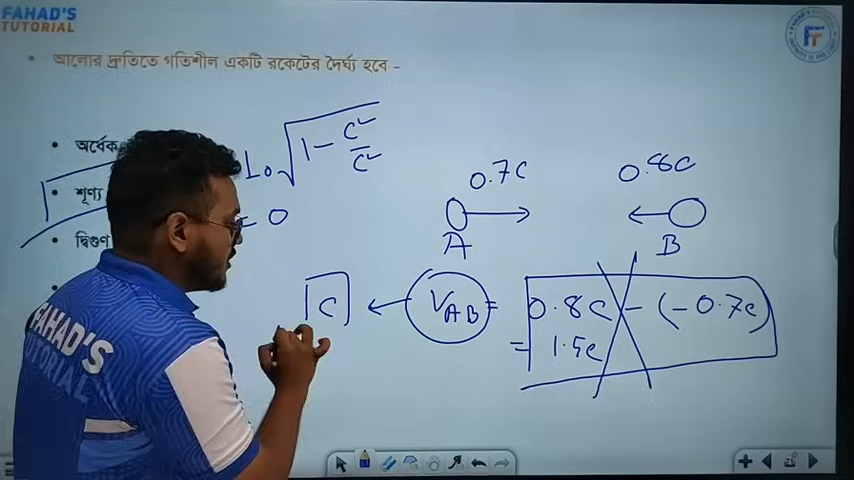 FAHAD'S
TUTORIAL
আলোর দ্রুতিতে গতিশীল একটি রকেটের দৈর্ঘ্য হবে -
অর্ধেক
শূণ্য
দ্বিগুণ
L₀ √(1 - c²/c²)
= 0
0.7c
0.8c
A
B
c ← V_AB = 0.8c - (-0.7c)
= 1.5c
FAHAD'S
TUTORIAL